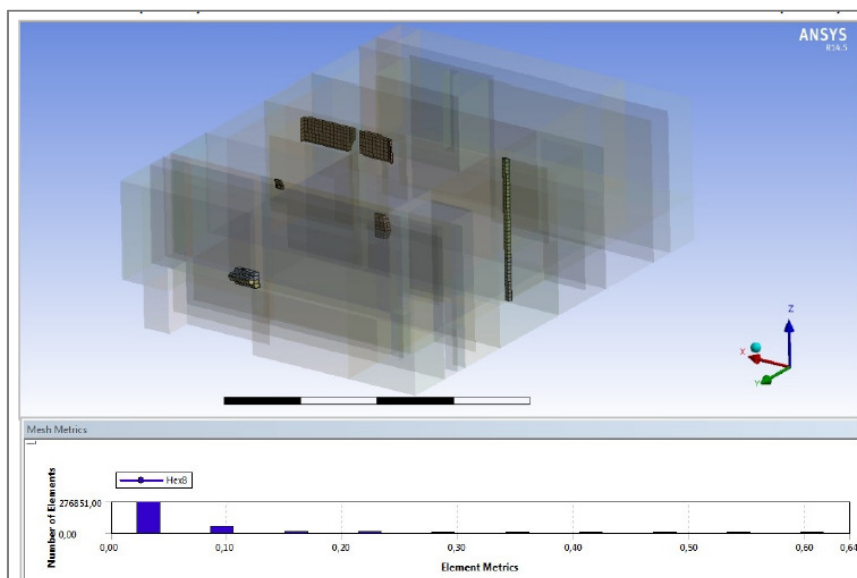 ANSYS
R16.5
Z
X
Y
Mesh Metrics
Hex8
Number of Elements
276851,00
0,00
0,00 0,10 0,20 0,30 0,40 0,50 0,60 0,64
Element Metrics